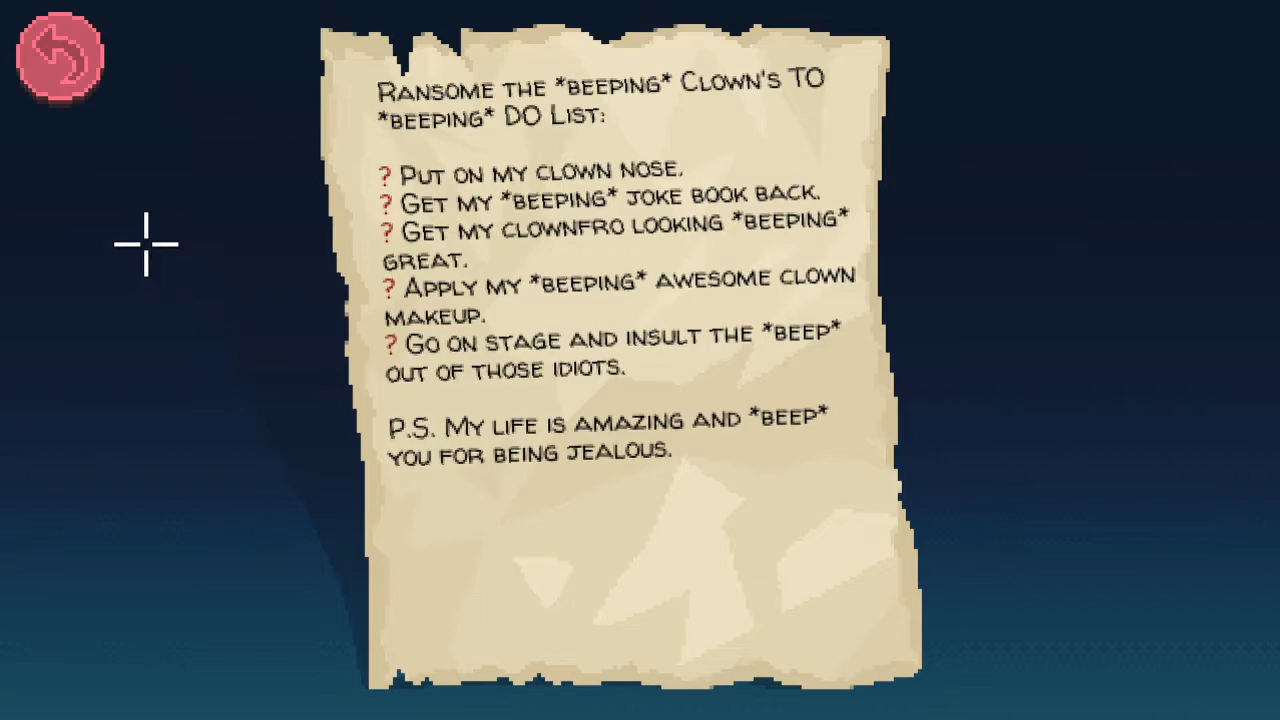 Ransome the *beeping* Clown's TO
*beeping* DO List:
? Put on my clown nose.
? Get my *beeping* joke book back.
? Get my clownfro looking *beeping*
great.
? Apply my *beeping* awesome clown
makeup.
? Go on stage and insult the *beep*
out of those idiots.
P.S. My life is amazing and *beep*
you for being jealous.